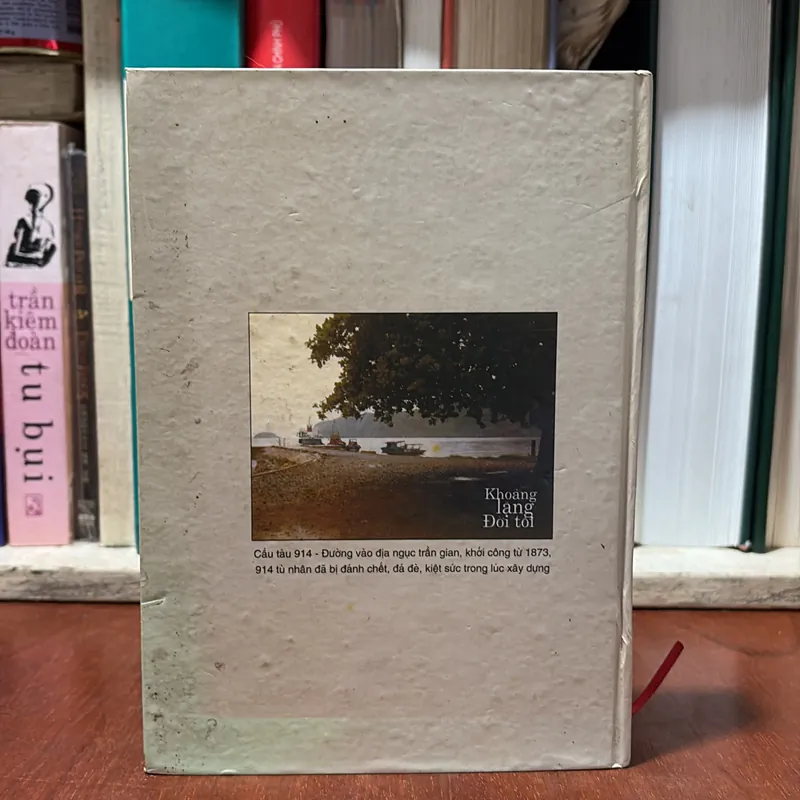 trần
kiêm
đoàn
tu bụi
Khoảng
lặng
Đời tôi
Cầu tàu 914 - Đường vào địa ngục trần gian, khởi công từ 1873,
914 tù nhân đã bị đánh chết, đá đè, kiệt sức trong lúc xây dựng